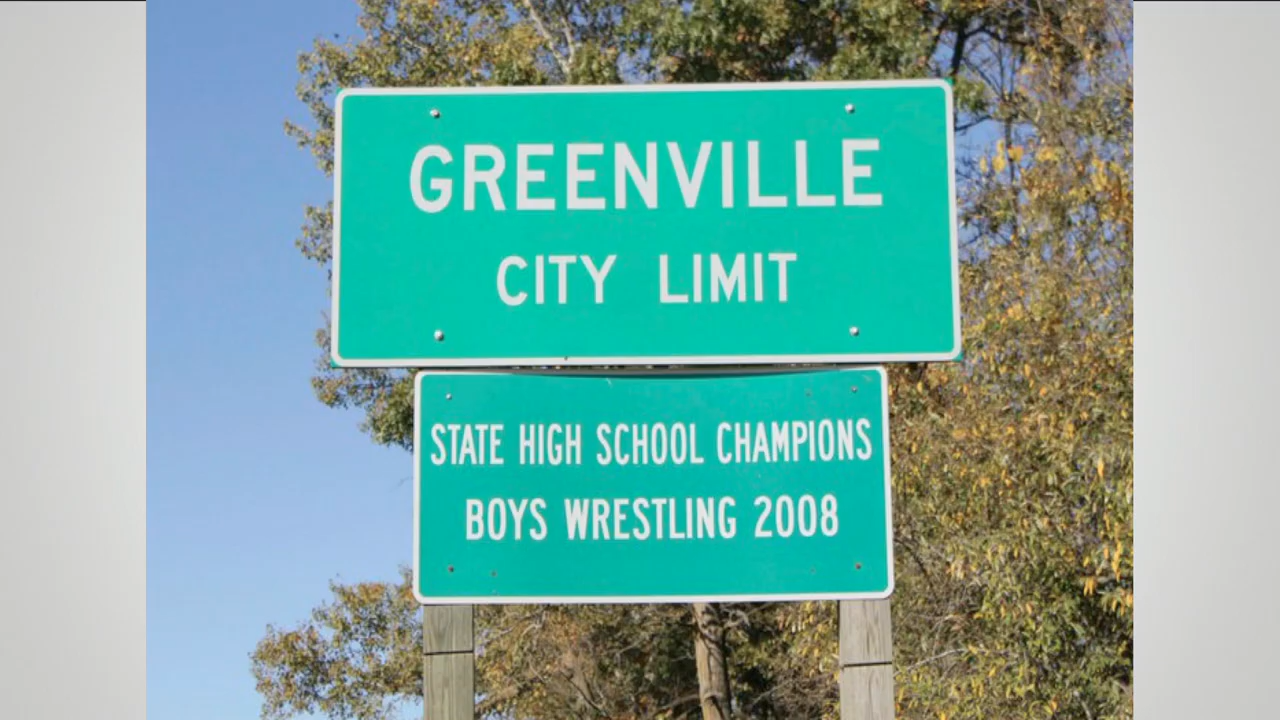 GREENVILLE
CITY LIMIT
STATE HIGH SCHOOL CHAMPIONS
BOYS WRESTLING 2008